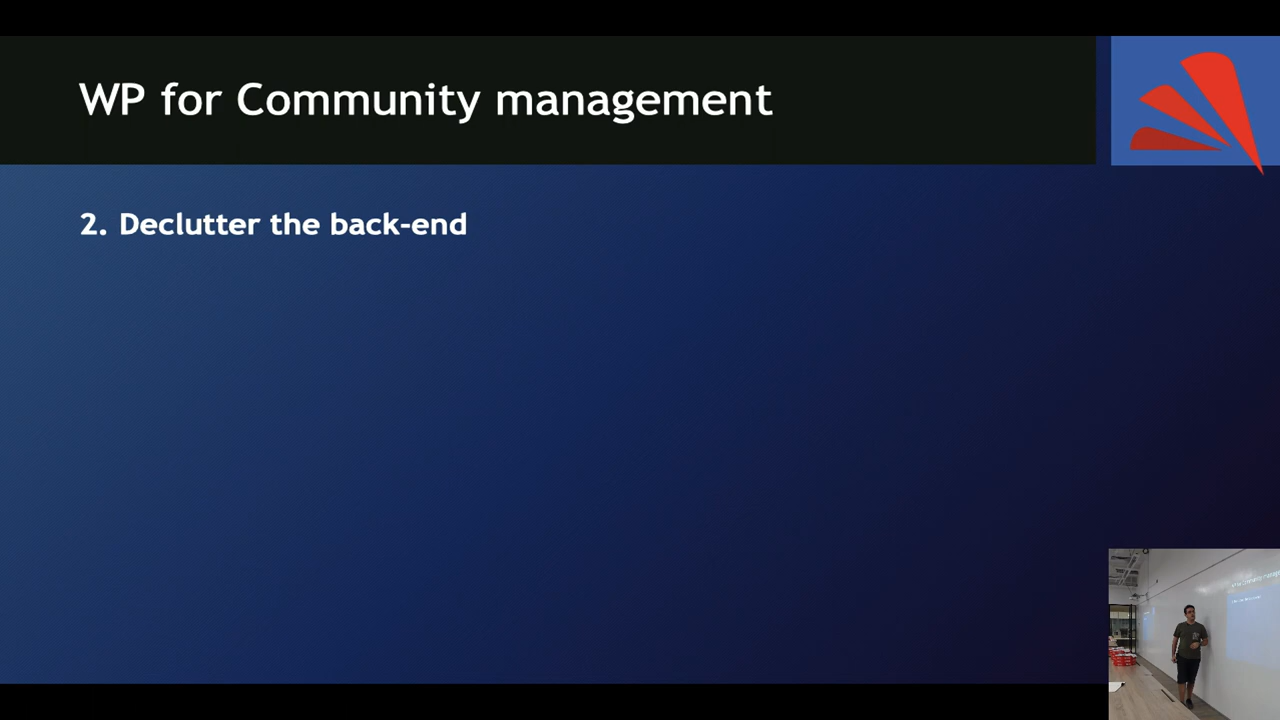 WP for Community management
2. Declutter the back-end